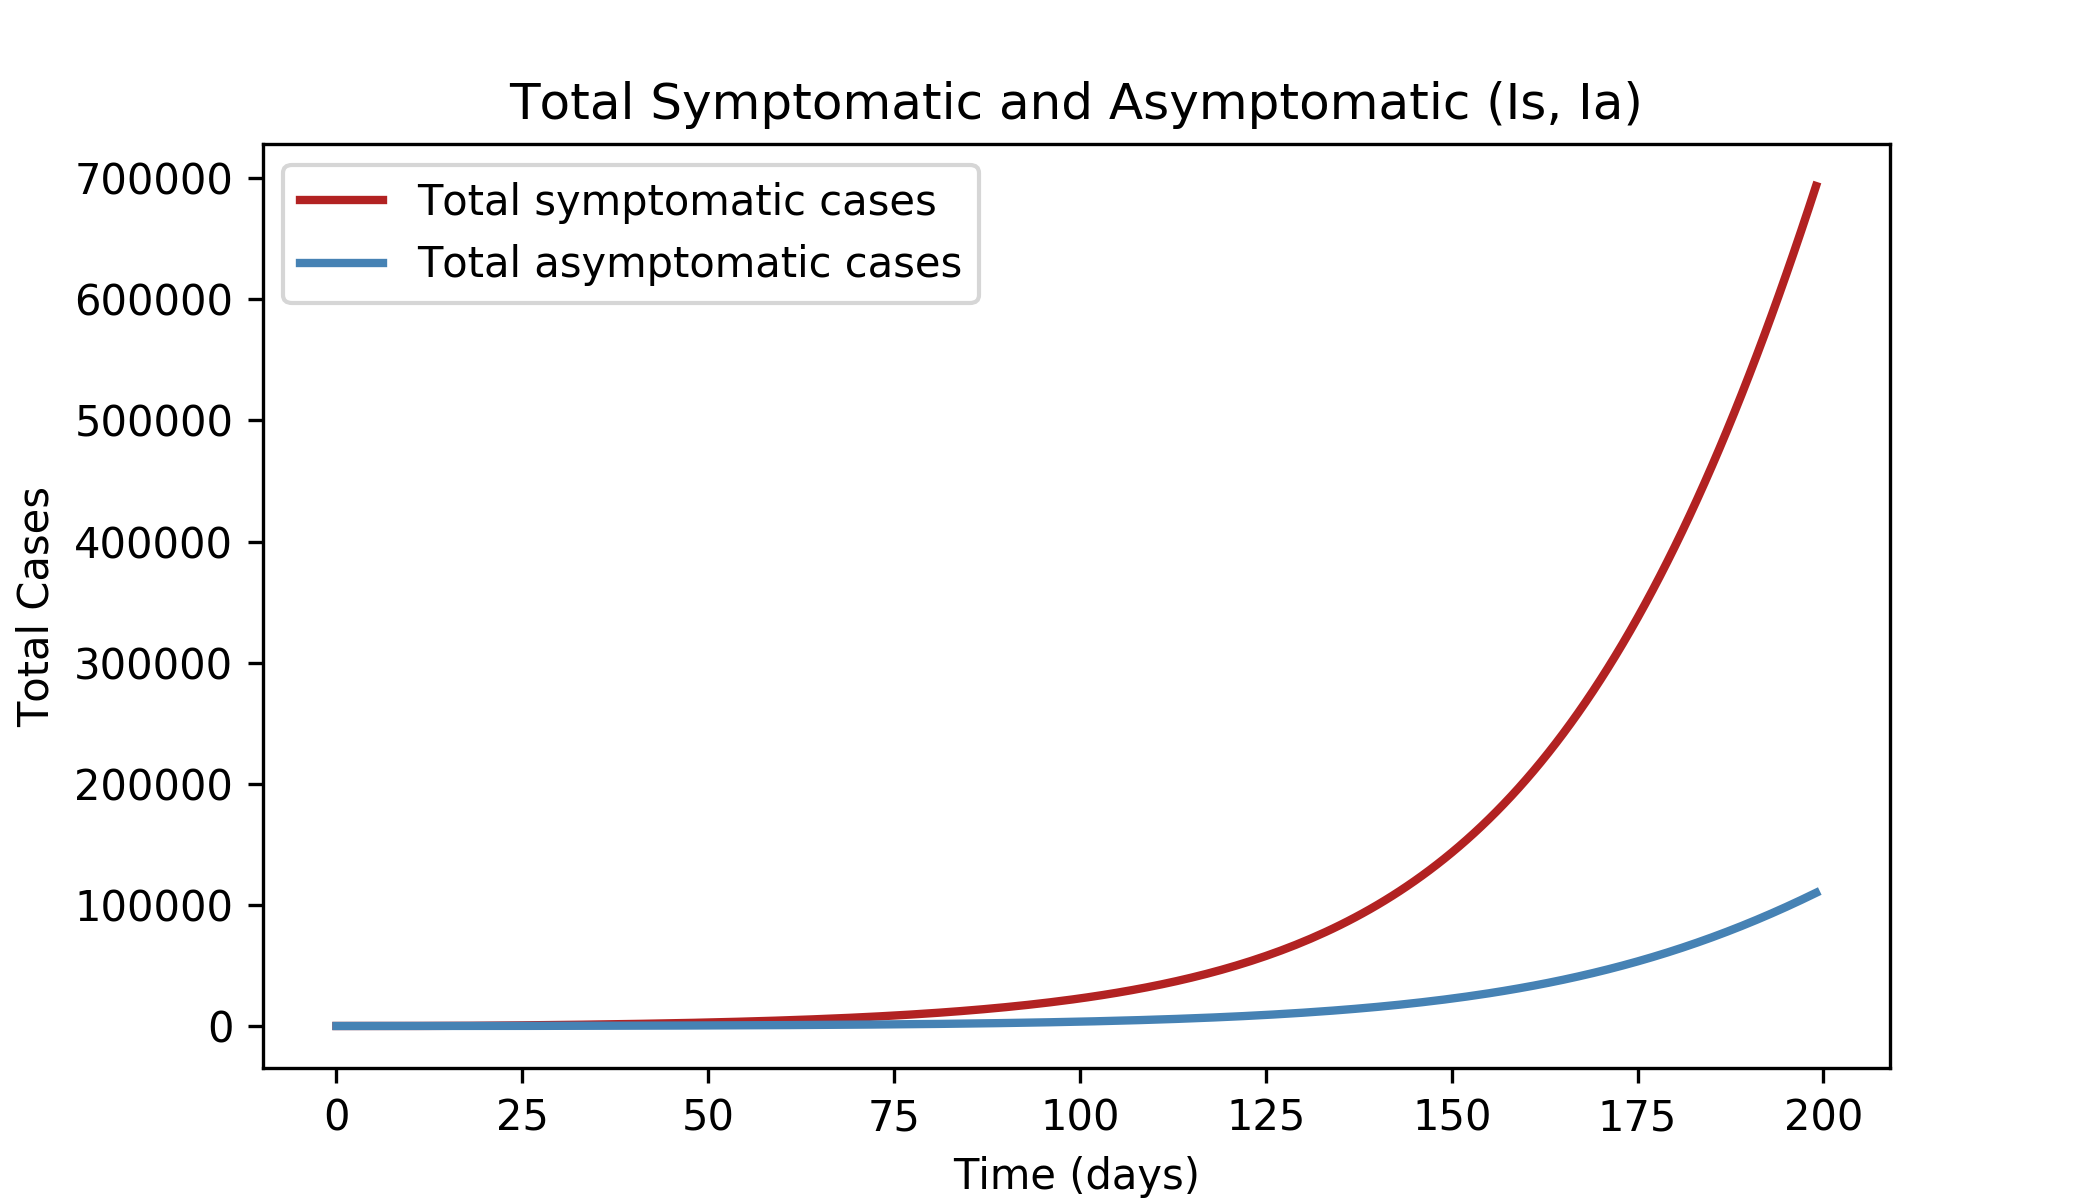 Total Symptomatic and Asymptomatic (Is, Ia)
Total symptomatic cases
Total asymptomatic cases
Total Cases
700000
600000
500000
400000
300000
200000
100000
0
0 25 50 75 100 125 150 175 200
Time (days)